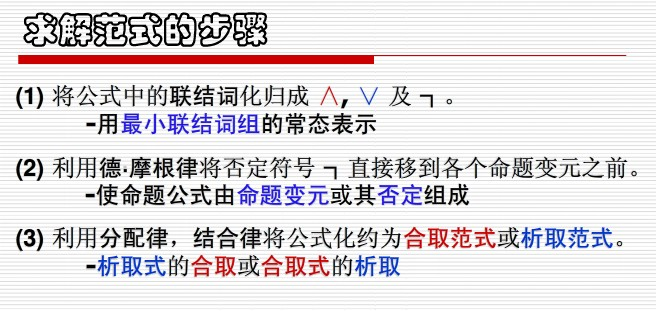 求解范式的步骤
(1) 将公式中的联结词化归成 ∧, ∨ 及 ┐。
-用最小联结词组的常态表示
(2) 利用德·摩根律将否定符号 ┐直接移到各个命题变元之前。
-使命题公式由命题变元或其否定组成
(3) 利用分配律，结合律将公式化约为合取范式或析取范式。
-析取式的合取或合取式的析取